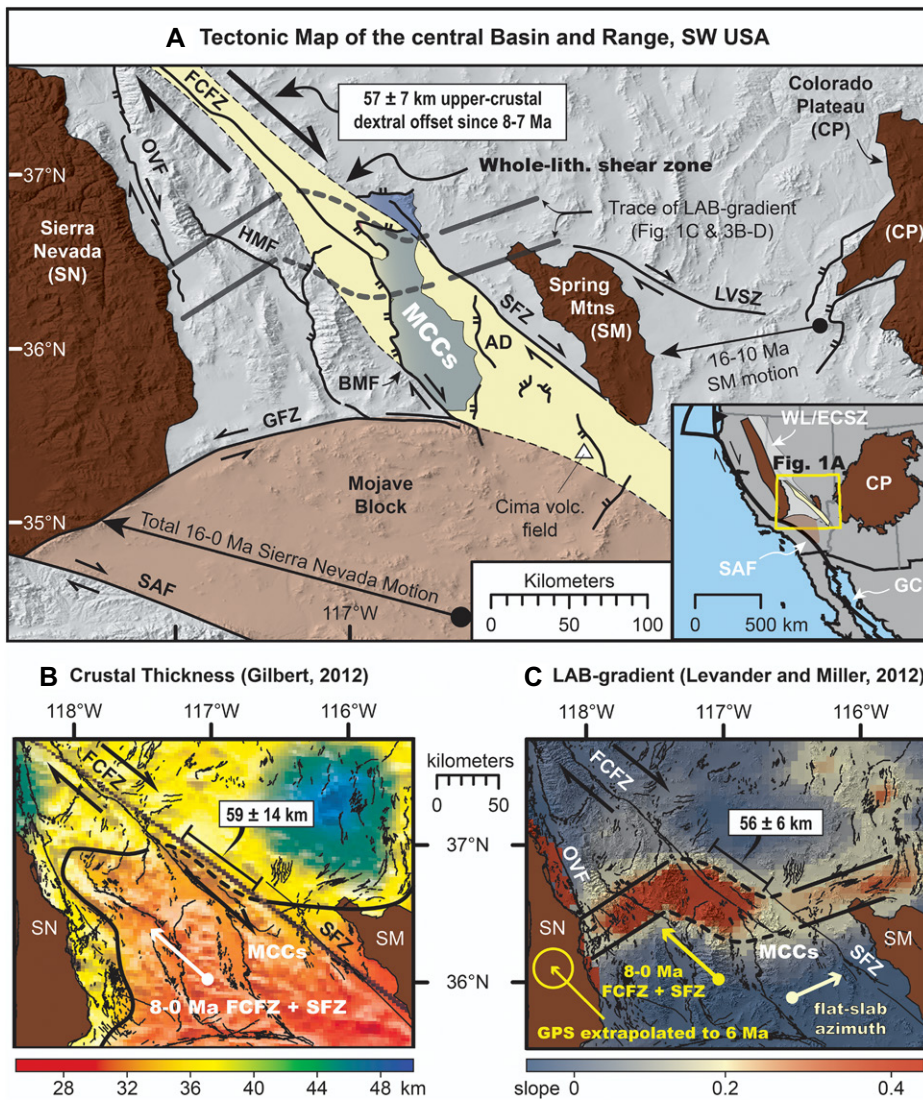 A Tectonic Map of the central Basin and Range, SW USA
FCFZ
57 ± 7 km upper-crustal
dextral offset since 8-7 Ma
Colorado
Plateau
(CP)
OVF
37°N
Whole-lith. shear zone
Sierra
Nevada
(SN)
HMF
Trace of LAB-gradient
(Fig. 1C & 3B-D)
(CP)
Spring
Mtns
(SM)
LVSZ
SFZ
MCCs
AD
36°N
16-10 Ma
SM motion
BMF
GFZ
WL/ECSZ
Fig. 1A
CP
Mojave
Block
Cima volc.
field
35°N
Total 16-0 Ma Sierra Nevada Motion
SAF
SAF
117°W
Kilometers
0 60 100
GC
0 500 km
B Crustal Thickness (Gilbert, 2012)
C LAB-gradient (Levander and Miller, 2012)
118°W 117°W 116°W
118°W 117°W 116°W
FCFZ
kilometers
0 50
FCFZ
59 ± 14 km
56 ± 6 km
37°N
OVF
SN
SFZ
SM
MCCs
SN
MCCs
SFZ
SM
36°N
8-0 Ma FCFZ + SFZ
8-0 Ma
FCFZ + SFZ
GPS extrapolated to 6 Ma
flat-slab
azimuth
28 32 36 40 44 48 km
slope 0 0.2 0.4